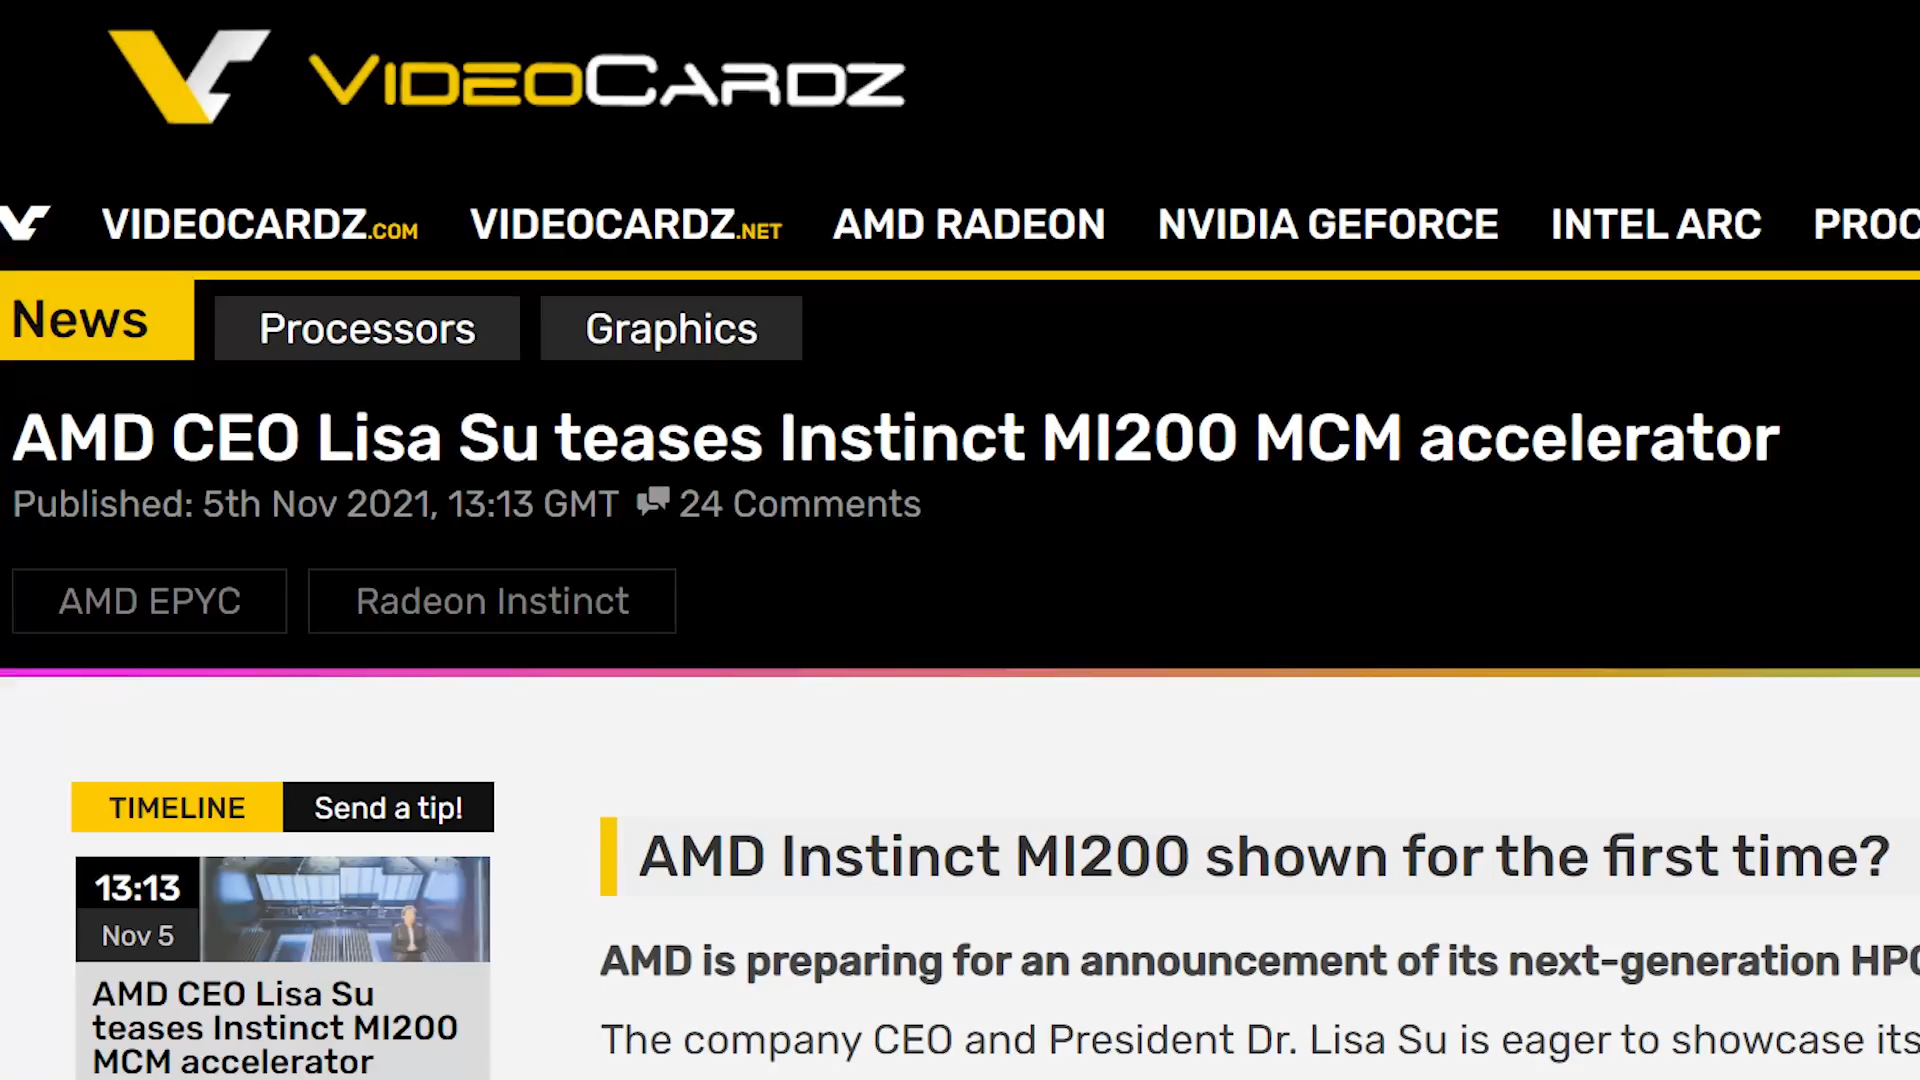 VIDEOCARDZ
VIDEOCARDZ.COM VIDEOCARDZ.NET AMD RADEON NVIDIA GEFORCE INTEL ARC
News Processors Graphics
AMD CEO Lisa Su teases Instinct MI200 MCM accelerator
Published: 5th Nov 2021, 13:13 GMT 24 Comments
AMD EPYC Radeon Instinct
TIMELINE Send a tip!
13:13
Nov 5
AMD CEO Lisa Su
teases Instinct MI200
MCM accelerator
AMD Instinct MI200 shown for the first time?
AMD is preparing for an announcement of its next-generation HPC
The company CEO and President Dr. Lisa Su is eager to showcase its